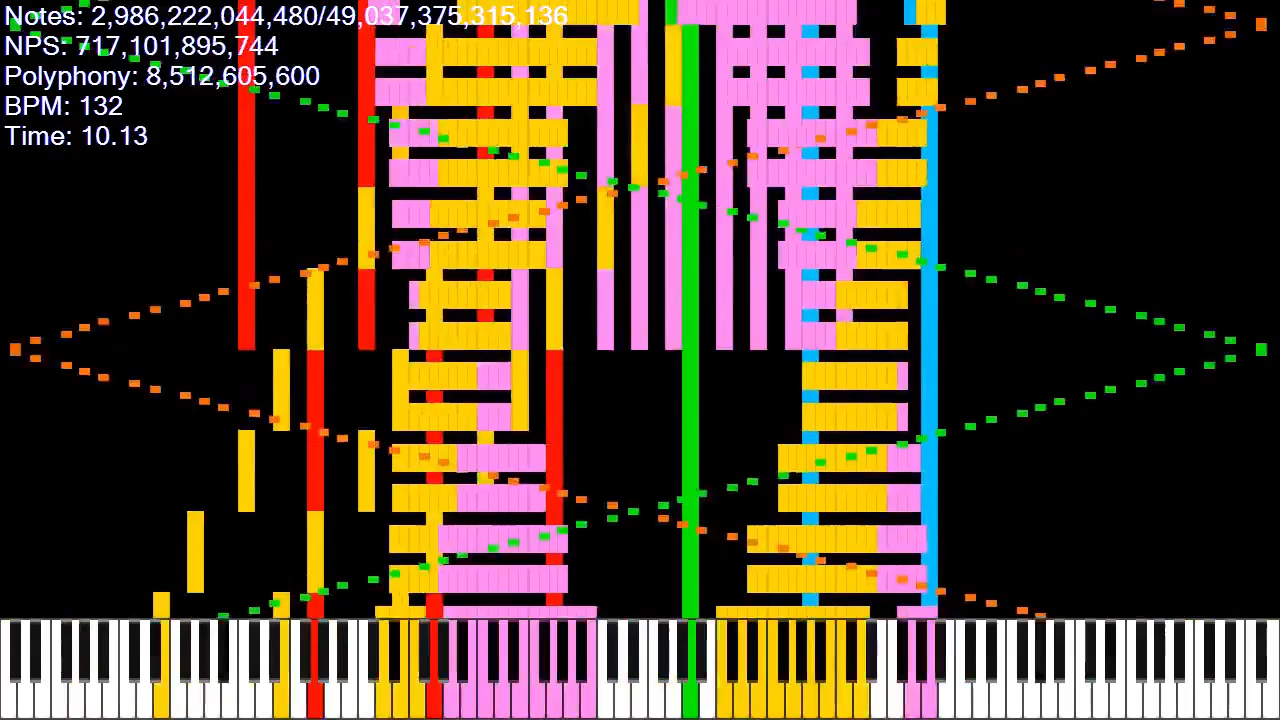 Notes: 2,986,222,044,480/49,037,375,315,136
NPS: 717,101,895,744
Polyphony: 8,512,605,600
BPM: 132
Time: 10.13